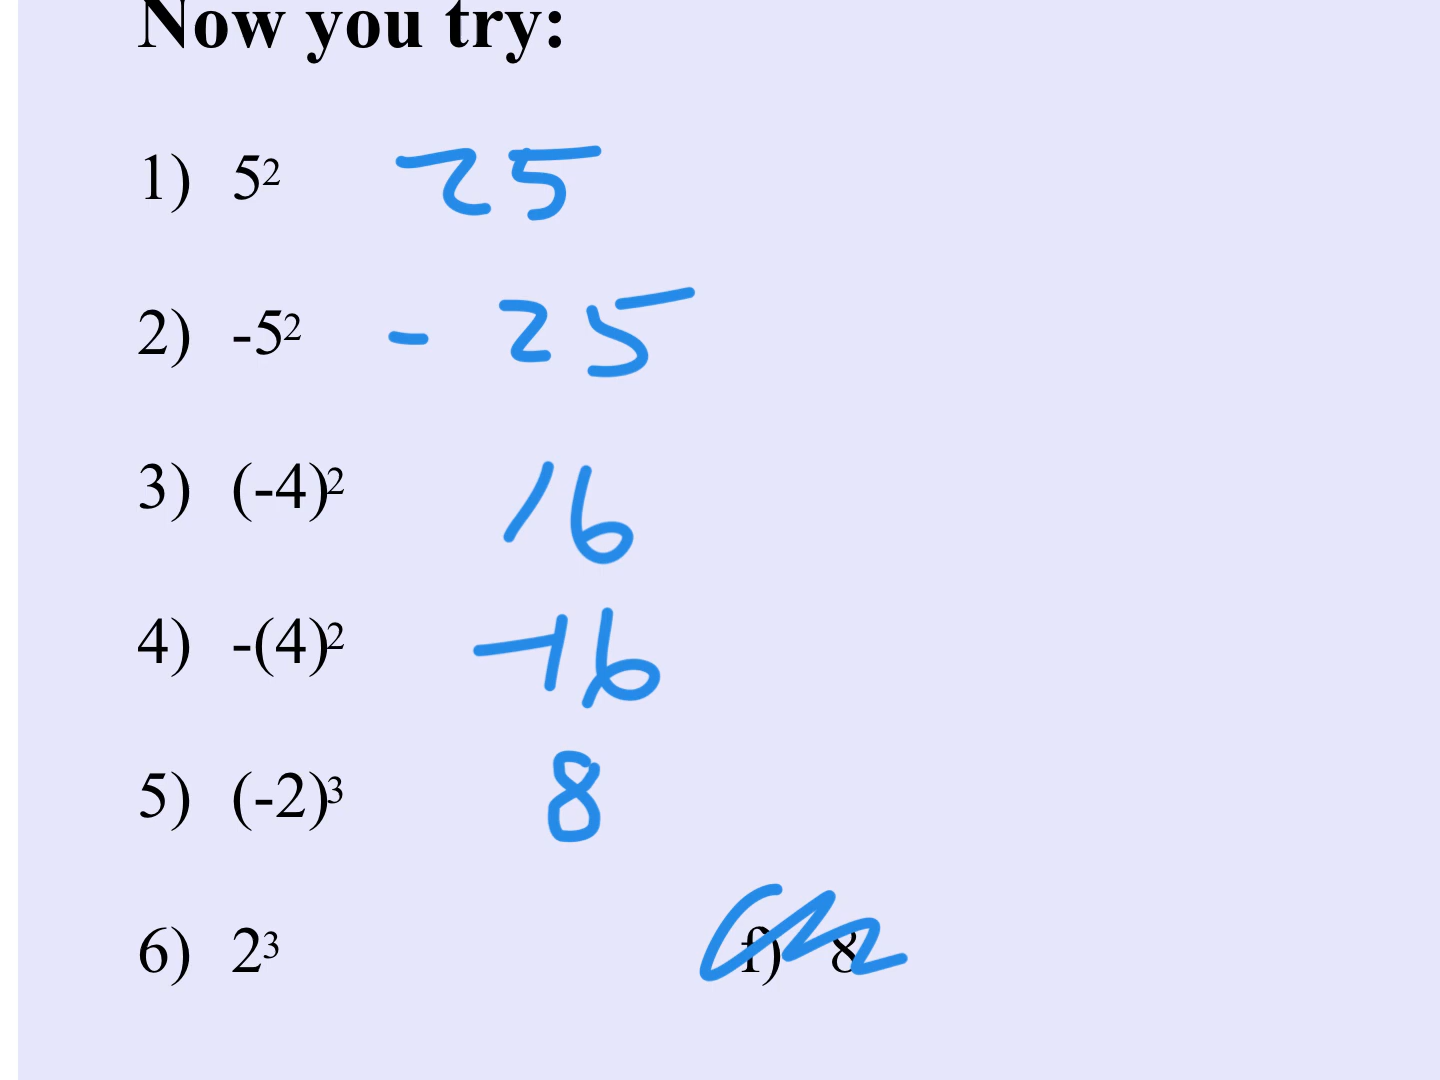 Now you try:
1) 5² 25
2) -5² - 25
3) (-4)² 16
4) -(4)² -16
5) (-2)³ 8
6) 2³ f) 8